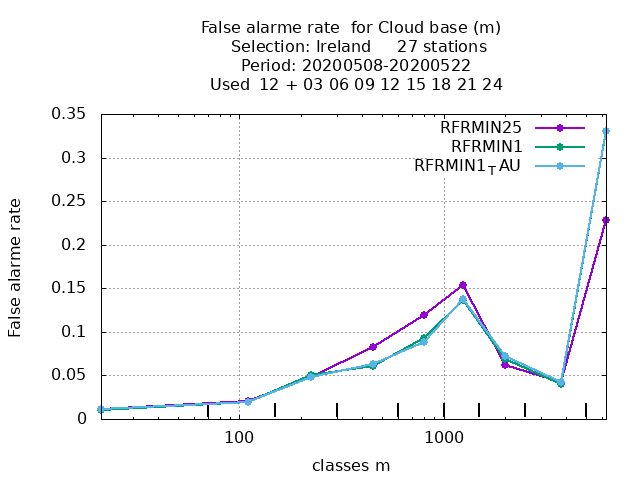 False alarme rate  for Cloud base (m)
Selection: Ireland     27 stations
Period: 20200508-20200522
Used  12 + 03 06 09 12 15 18 21 24
RFRMIN25
RFRMIN1
RFRMIN1TAU
0.35
0.3
0.25
0.2
0.15
0.1
0.05
0
False alarme rate
100
1000
classes m